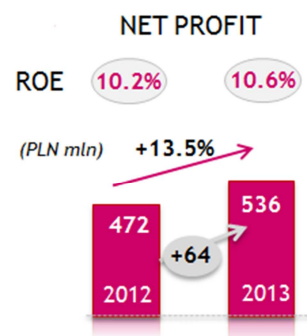 NET PROFIT
ROE 10.2% 10.6%
(PLN mln) +13.5%
472 536
+64
2012 2013